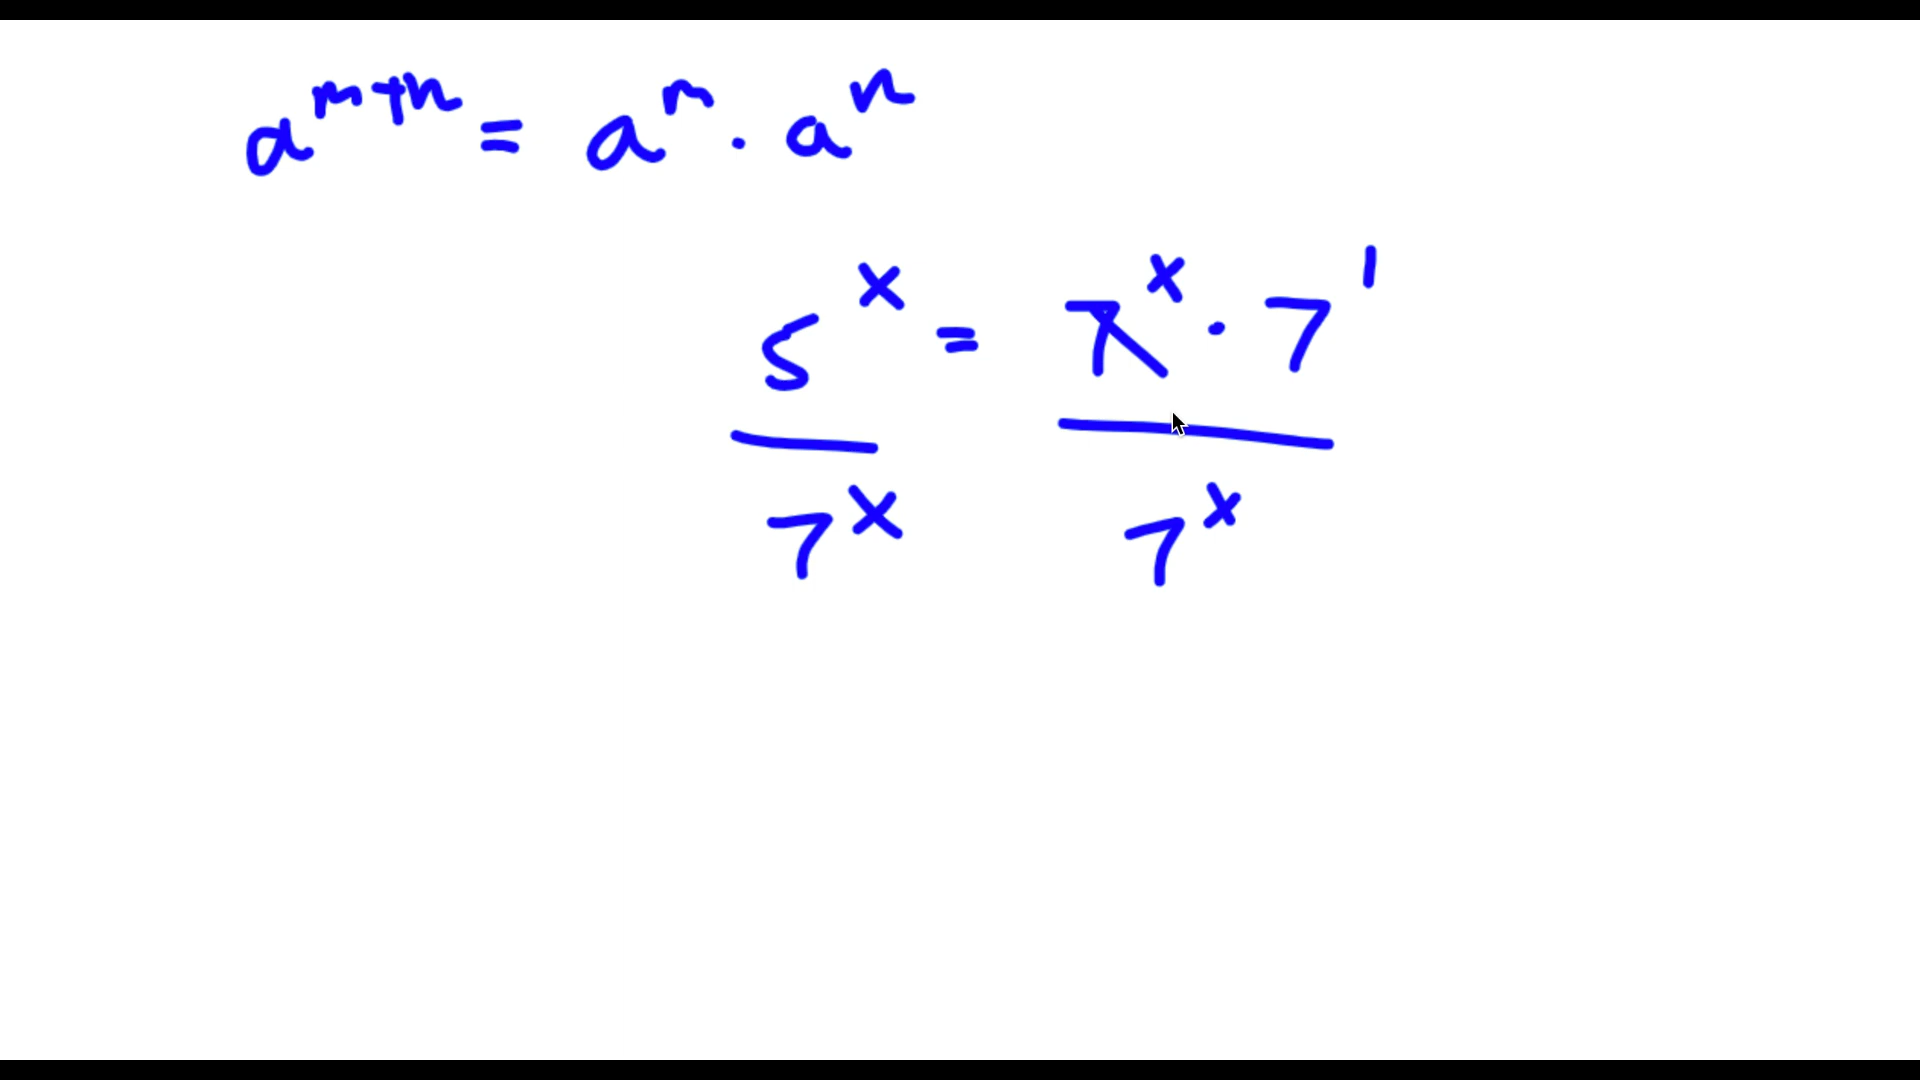 a^{m+n} = a^m · a^n
5^x = 7^x · 7^1
7^x 7^x